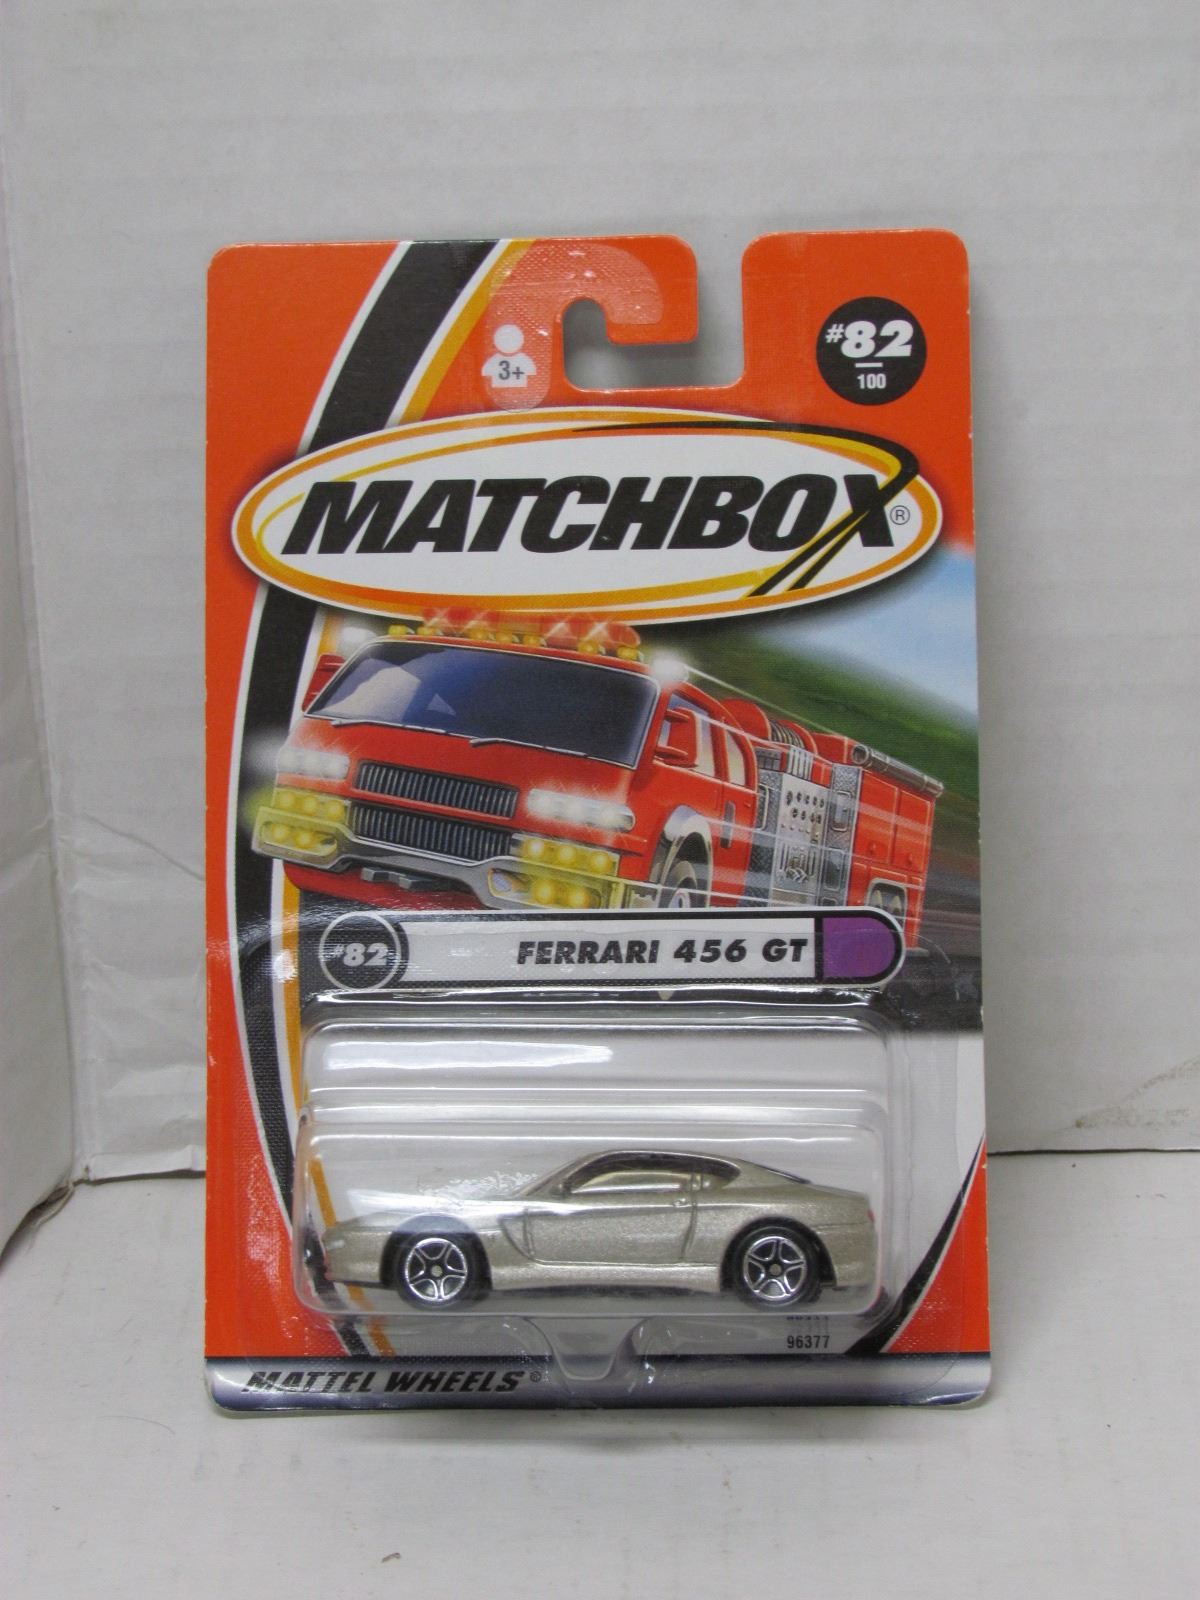 3+
#82
100
MATCHBOX®
#82 FERRARI 456 GT
96377
MATTEL WHEELS®